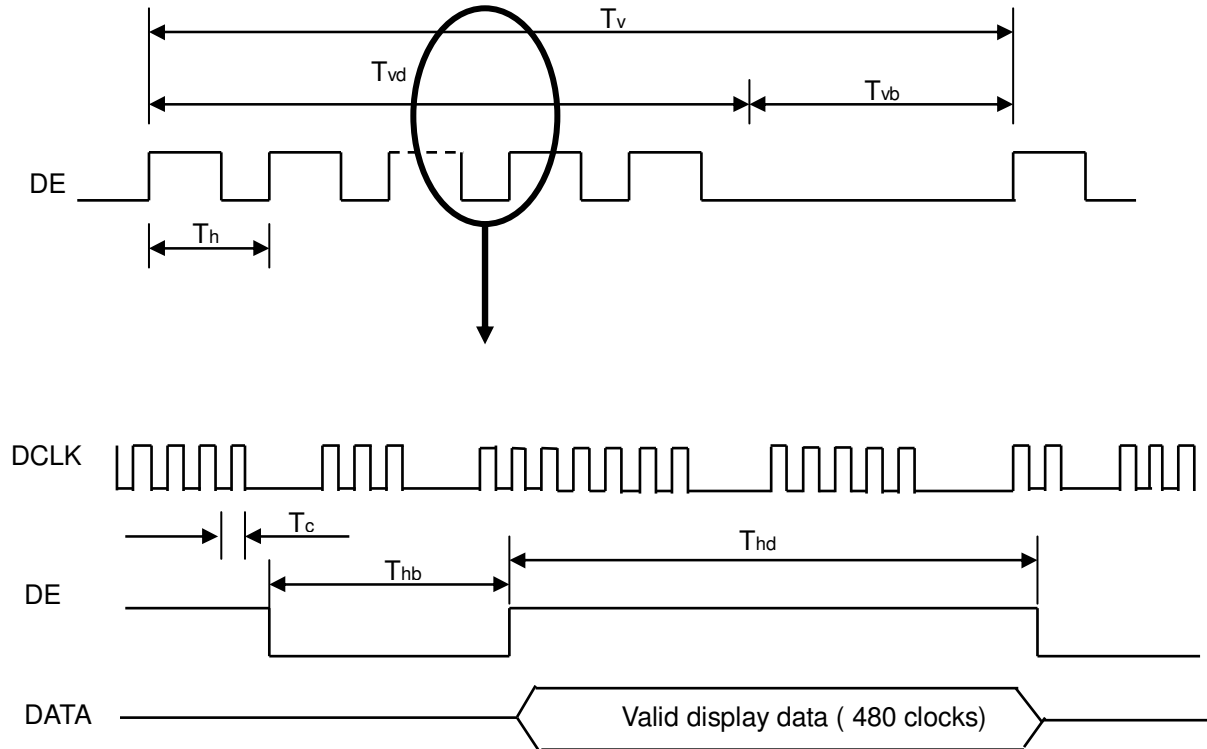 Tv
Tvd
Tvb
DE
Th
DCLK
Tc
Thd
Thb
DE
DATA
Valid display data ( 480 clocks)